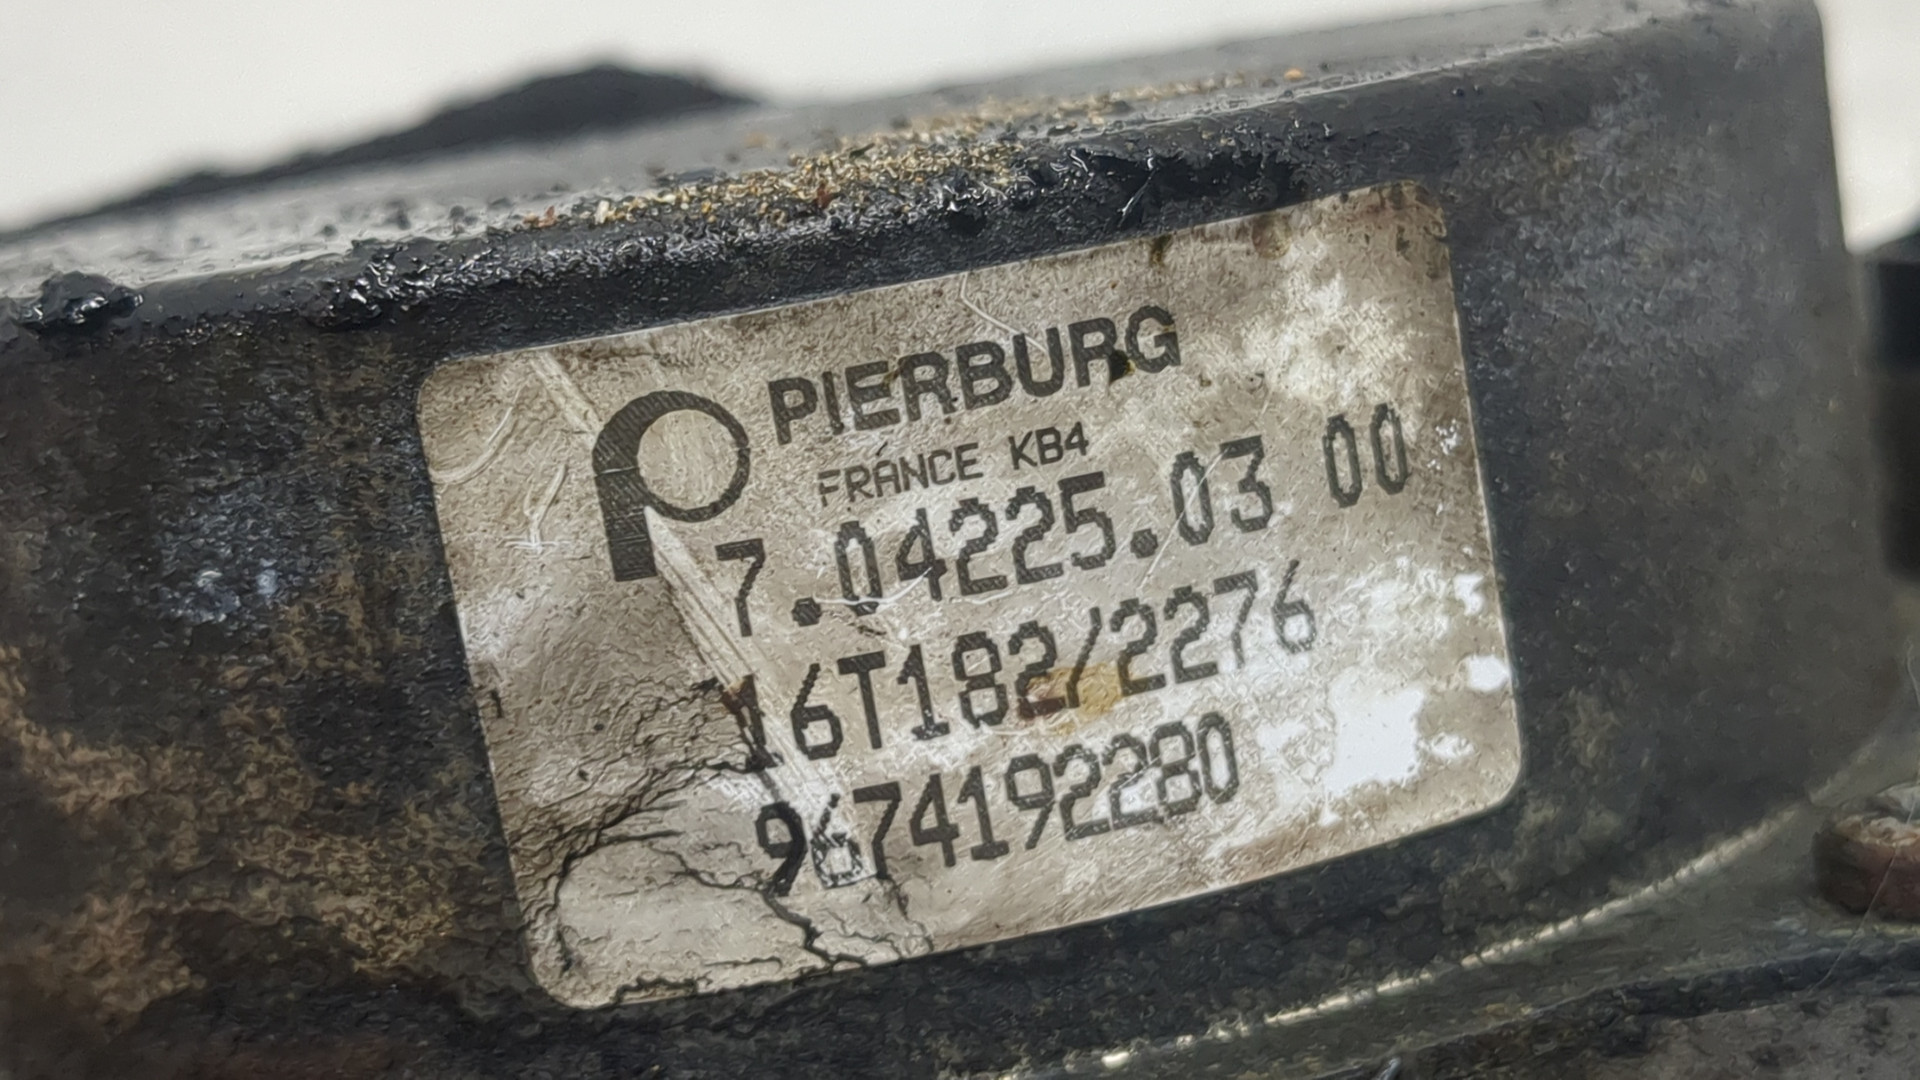 PIERBURG
FRANCE KB4
7.04225.03 00
16T182/2276
9674192280